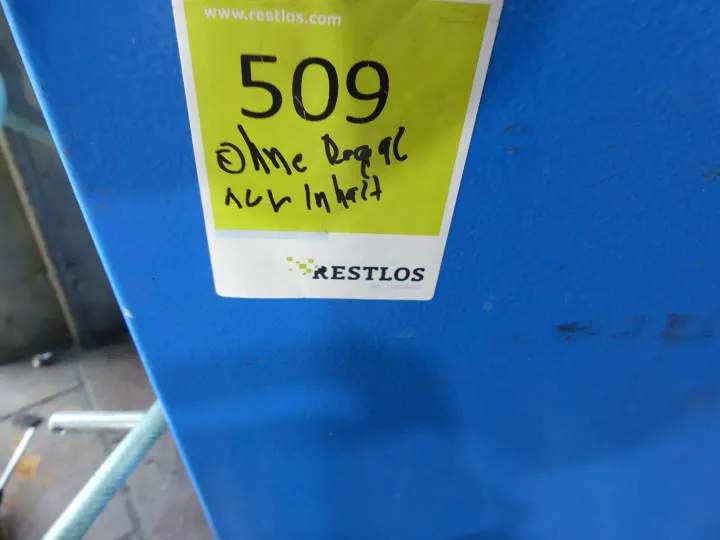 www.restlos.com
509
Ohne Regal
nur Inhalt
RESTLOS